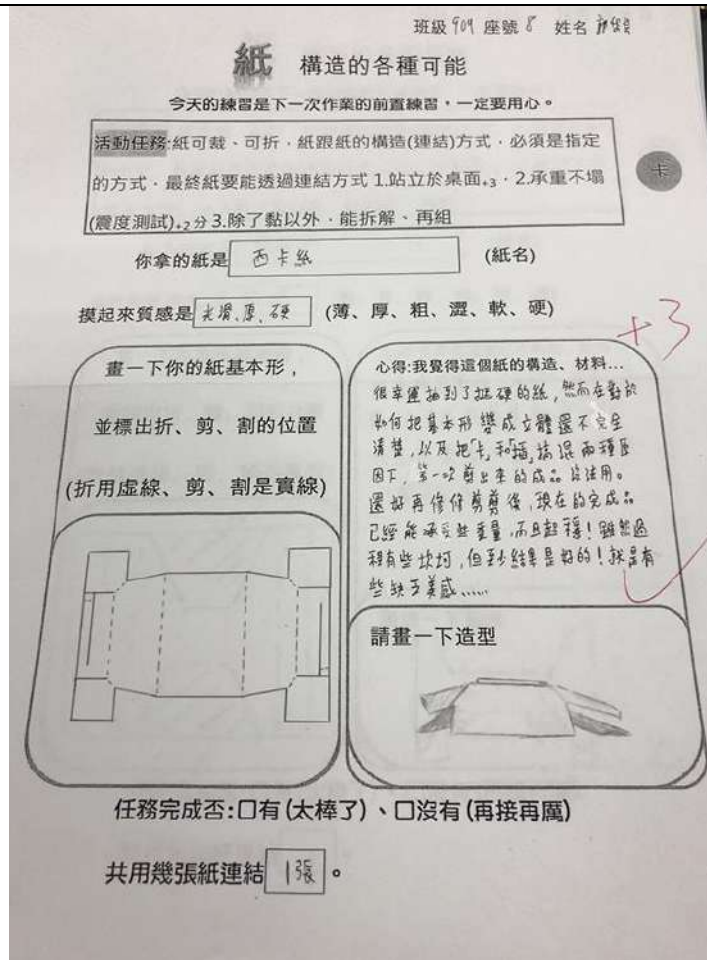 班級 909 座號 8 姓名
紙 構造的各種可能
今天的練習是下一次作業的前置練習，一定要用心。
活動任務:紙可裁、可折，紙跟紙的構造(連結)方式，必須是指定
的方式，最終紙要能透過連結方式 1.站立於桌面+3，2.承重不塌
(震度測試)+2分 3.除了黏以外，能拆解、再組
卡
你拿的紙是 西卡紙 (紙名)
摸起來質感是 光滑、厚、硬 (薄、厚、粗、澀、軟、硬)
+3
畫一下你的紙基本形，
並標出折、剪、割的位置
(折用虛線、剪、割是實線)
心得:我覺得這個紙的構造、材料...
很幸運抽到了挺硬的紙，然而在對於
如何把基本形變成立體還不完全
清楚，以及把「卡」和「插」搞混兩種原
因下，第一次剪出來的成品沒法用。
還好再修修剪剪後，現在的完成品
已經能承受些重量，而且超穩！雖然過
程有些坎坷，但至少結果是好的！就是有
些缺乏美感……
請畫一下造型
任務完成否:口有(太棒了)、口沒有(再接再厲)
共用幾張紙連結 1張 。